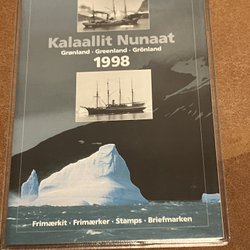 Kalaallit Nunaat
Grønland · Greenland · Grönland
1998
Frimærkit · Frimærker · Stamps · Briefmarken